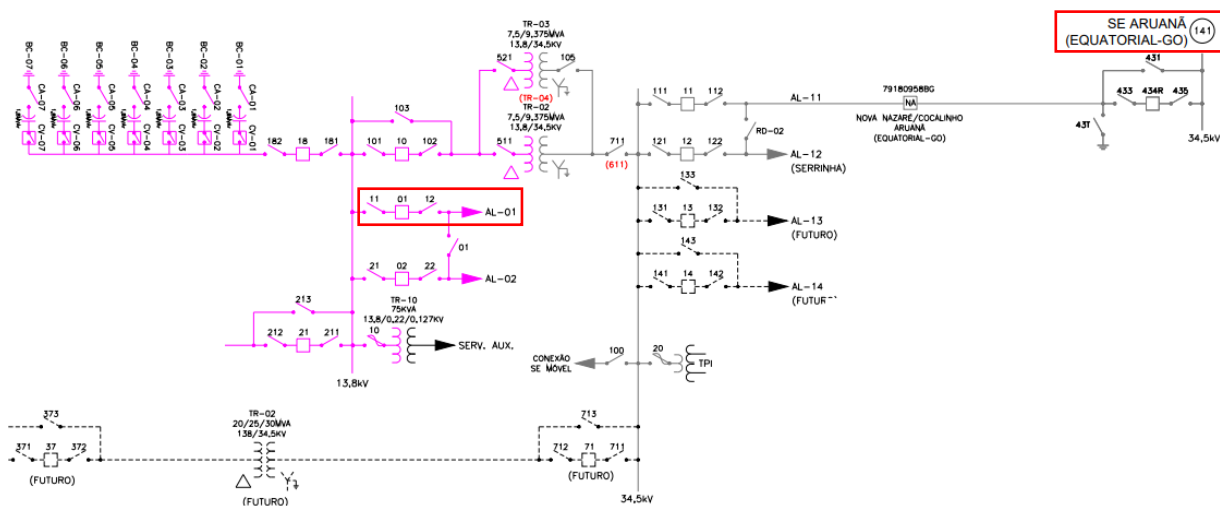 BC-07
BC-06
BC-05
BC-04
BC-03
BC-02
BC-01
CA-07
CA-06
CA-05
CA-04
CA-03
CA-02
CA-01
CV-07
CV-06
CV-05
CV-04
CV-03
CV-02
CV-01
182
18
181
103
101
10
102
TR-03
7,5/9,375MVA
13,8/34,5KV
521
105
(TR-04)
TR-02
7,5/9,375MVA
13,8/34,5KV
511
711
(611)
11
01
12
AL-01
01
21
02
22
AL-02
213
212
21
211
TR-10
75KVA
13,8/0,22/0,127KV
10
SERV. AUX.
13,8kV
SE ARUANÃ
(EQUATORIAL-GO)
141
111
11
112
AL-11
79180958BG
NA
NOVA NAZARÉ/COCALINHO
ARUANÃ
(EQUATORIAL-GO)
RD-02
121
12
122
AL-12
(SERRINHA)
431
433
434R
435
43T
34,5kV
133
131
13
132
AL-13
(FUTURO)
143
141
14
142
AL-14
CONEXÃO
SE MÓVEL
100
20
TPI
373
371
37
372
(FUTURO)
TR-02
20/25/30MVA
138/34,5KV
(FUTURO)
713
712
71
711
(FUTURO)
34,5kV